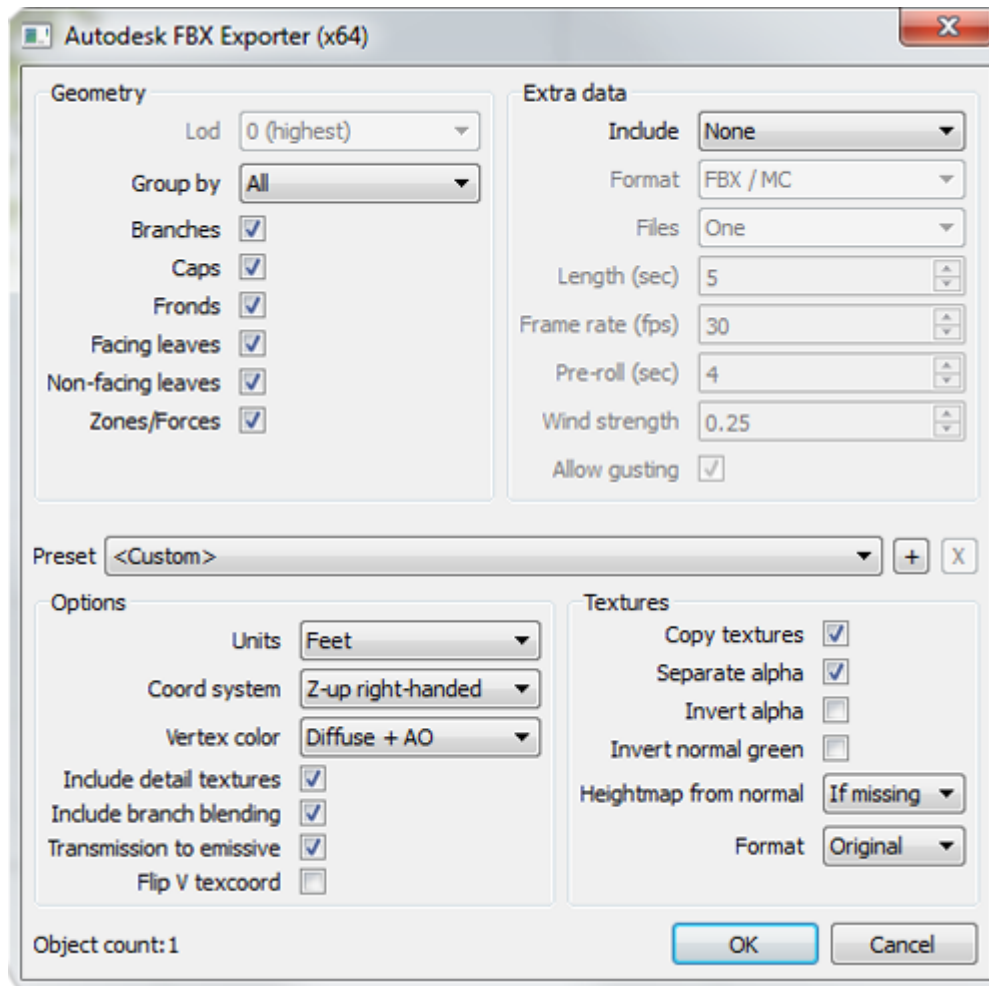 Autodesk FBX Exporter (x64)
Geometry
Lod 0 (highest)
Group by All
Branches
Caps
Fronds
Facing leaves
Non-facing leaves
Zones/Forces
Extra data
Include None
Format FBX / MC
Files One
Length (sec) 5
Frame rate (fps) 30
Pre-roll (sec) 4
Wind strength 0.25
Allow gusting
Preset <Custom> + X
Options
Units Feet
Coord system Z-up right-handed
Vertex color Diffuse + AO
Include detail textures
Include branch blending
Transmission to emissive
Flip V texcoord
Textures
Copy textures
Separate alpha
Invert alpha
Invert normal green
Heightmap from normal If missing
Format Original
Object count:1
OK Cancel